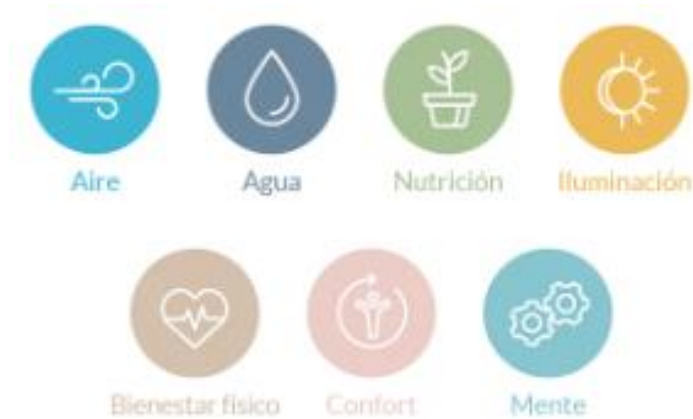 Aire
Agua
Nutrición
Iluminación
Bienestar físico
Confort
Mente